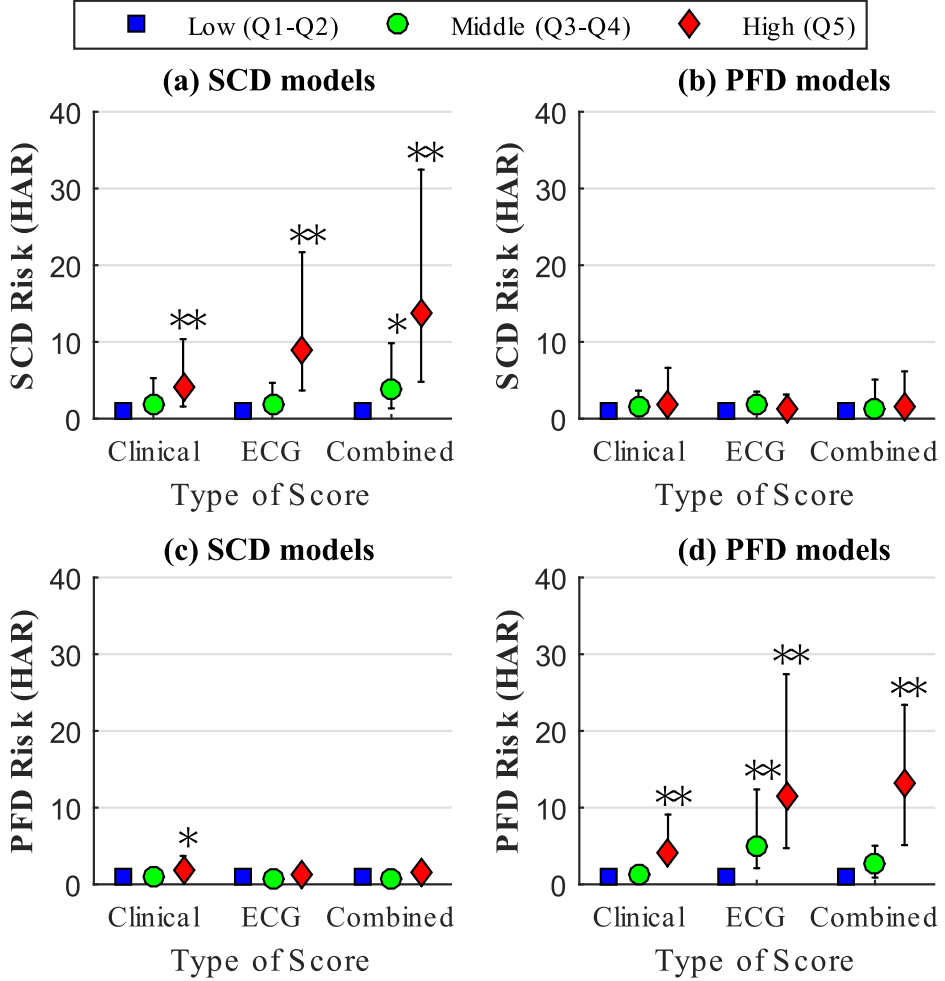 Low (Q1-Q2) Middle (Q3-Q4) High (Q5)
(a) SCD models
(b) PFD models
SCD Risk (HAR)
40
30
20
10
0
**
**
*
**
Clinical ECG Combined
Type of Score
SCD Risk (HAR)
40
30
20
10
0
Clinical ECG Combined
Type of Score
(c) SCD models
(d) PFD models
PFD Risk (HAR)
40
30
20
10
0
*
Clinical ECG Combined
Type of Score
PFD Risk (HAR)
40
30
20
10
0
**
**
**
**
Clinical ECG Combined
Type of Score